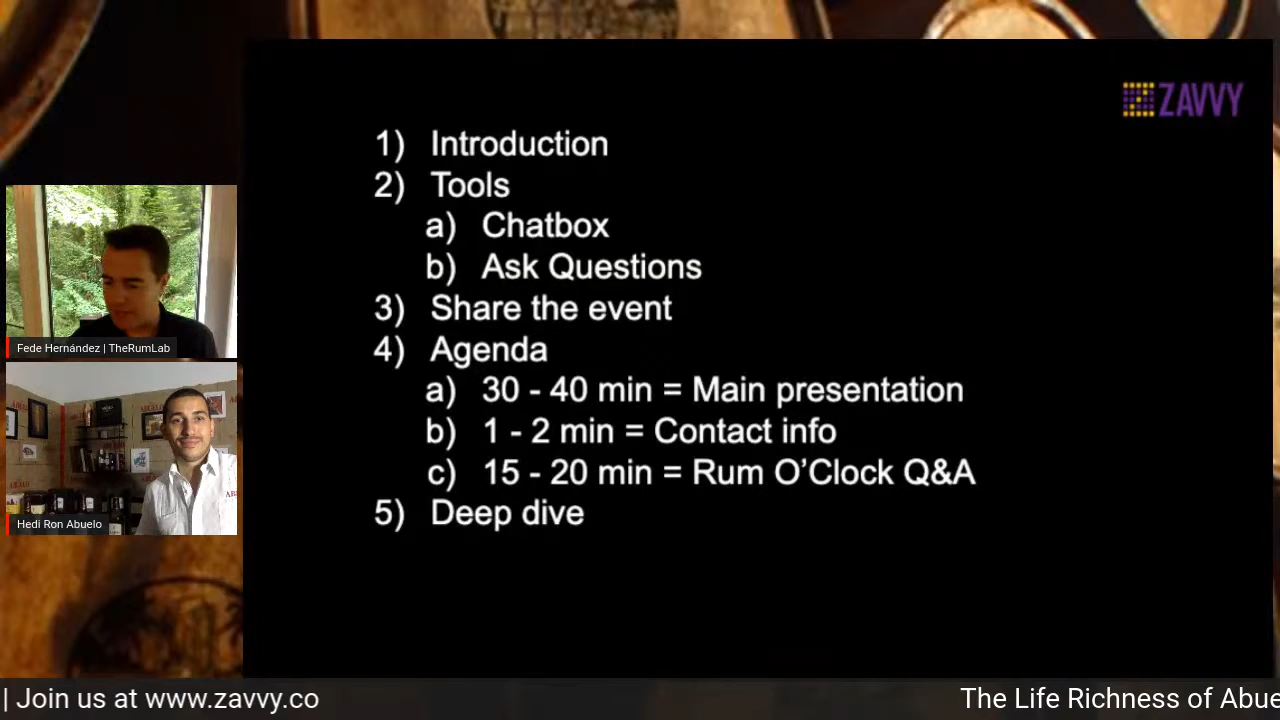 ZAVVY
1) Introduction
2) Tools
a) Chatbox
b) Ask Questions
3) Share the event
4) Agenda
a) 30 - 40 min = Main presentation
b) 1 - 2 min = Contact info
c) 15 - 20 min = Rum O’Clock Q&A
5) Deep dive
Fede Hernández | TheRumLab
Hedi Ron Abuelo
| Join us at www.zavvy.co
The Life Richness of Abue